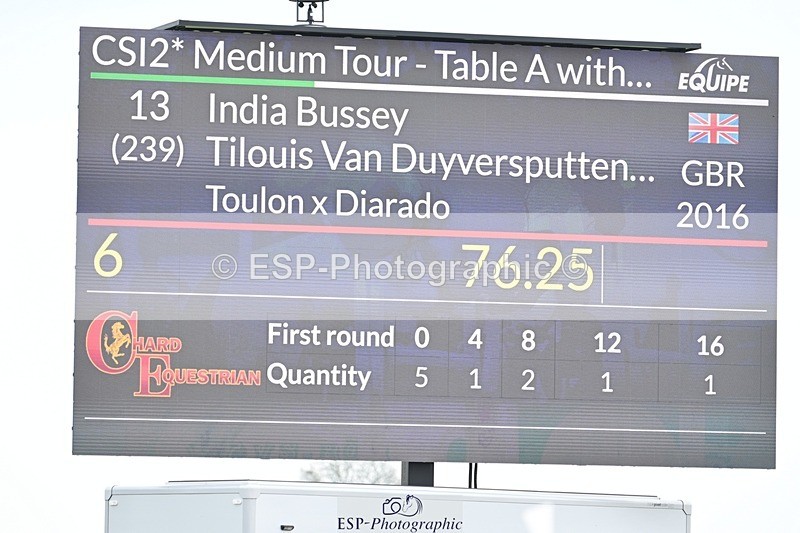 CSI2* Medium Tour - Table A with...
EQUIPE
13 India Bussey
(239) Tilouis Van Duyversputten... GBR
Toulon x Diarado 2016
6 76.25
© ESP-Photographic ©
First round 0 4 8 12 16
Quantity 5 1 2 1 1
CHARD
EQUESTRIAN
ESP-Photographic